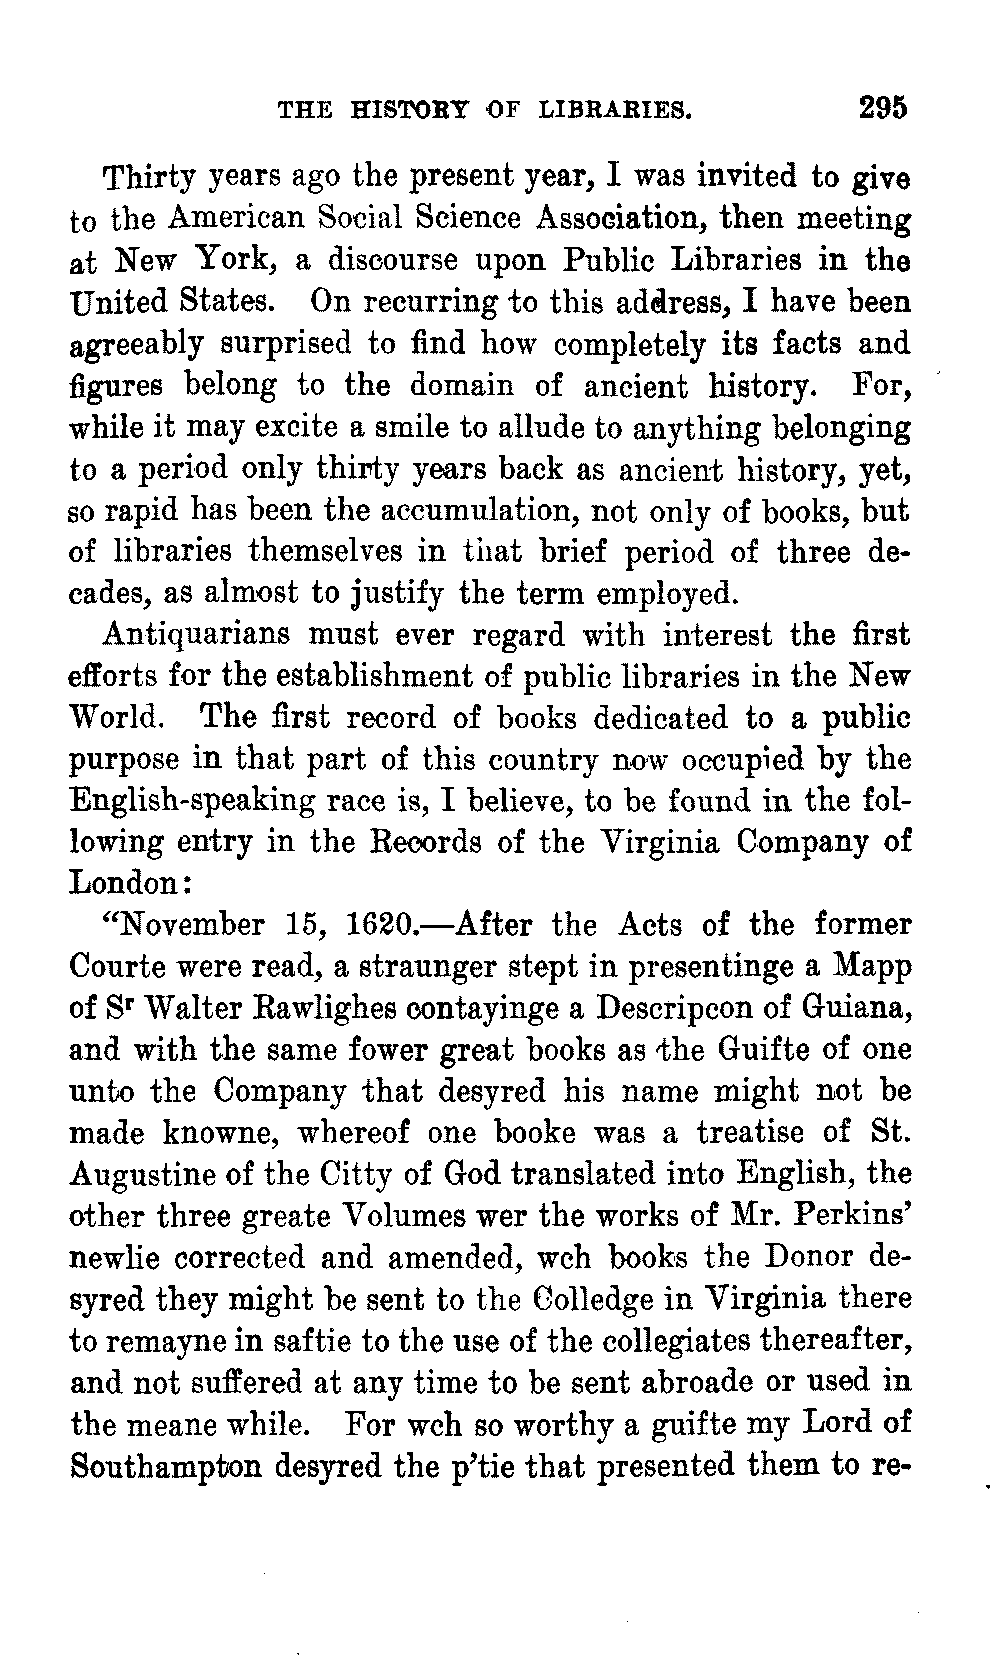 THE HISTORY OF LIBRARIES. 295
Thirty years ago the present year, I was invited to give
to the American Social Science Association, then meeting
at New York, a discourse upon Public Libraries in the
United States. On recurring to this address, I have been
agreeably surprised to find how completely its facts and
figures belong to the domain of ancient history. For,
while it may excite a smile to allude to anything belonging
to a period only thirty years back as ancient history, yet,
so rapid has been the accumulation, not only of books, but
of libraries themselves in that brief period of three de-
cades, as almost to justify the term employed.
Antiquarians must ever regard with interest the first
efforts for the establishment of public libraries in the New
World. The first record of books dedicated to a public
purpose in that part of this country now occupied by the
English-speaking race is, I believe, to be found in the fol-
lowing entry in the Records of the Virginia Company of
London:
“November 15, 1620.—After the Acts of the former
Courte were read, a straunger stept in presentinge a Mapp
of Sʳ Walter Rawlighes contayinge a Descripcon of Guiana,
and with the same fower great books as the Guifte of one
unto the Company that desyred his name might not be
made knowne, whereof one booke was a treatise of St.
Augustine of the Citty of God translated into English, the
other three greate Volumes wer the works of Mr. Perkins’
newlie corrected and amended, wch books the Donor de-
syred they might be sent to the Colledge in Virginia there
to remayne in saftie to the use of the collegiates thereafter,
and not suffered at any time to be sent abroade or used in
the meane while. For wch so worthy a guifte my Lord of
Southampton desyred the p’tie that presented them to re-